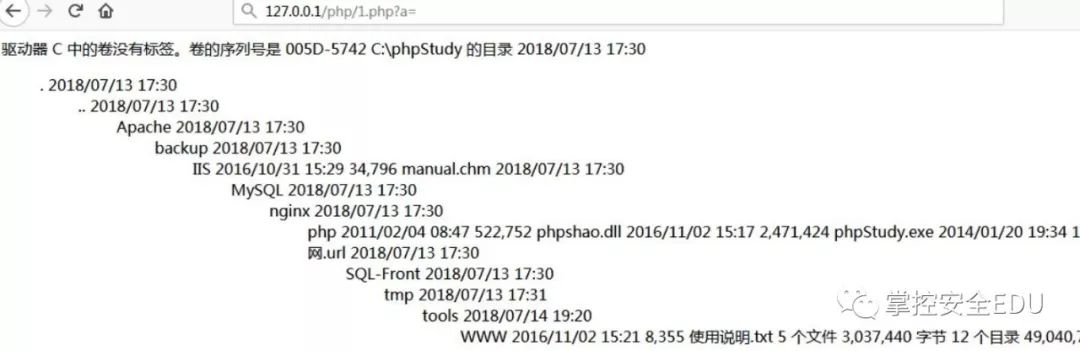 127.0.0.1/php/1.php?a=
驱动器 C 中的卷没有标签。卷的序列号是 005D-5742 C:\phpStudy 的目录 2018/07/13 17:30
. 2018/07/13 17:30
.. 2018/07/13 17:30
Apache 2018/07/13 17:30
backup 2018/07/13 17:30
IIS 2016/10/31 15:29 34,796 manual.chm 2018/07/13 17:30
MySQL 2018/07/13 17:30
nginx 2018/07/13 17:30
php 2011/02/04 08:47 522,752 phpshao.dll 2016/11/02 15:17 2,471,424 phpStudy.exe 2014/01/20 19:34 1
网.url 2018/07/13 17:30
SQL-Front 2018/07/13 17:30
tmp 2018/07/13 17:31
tools 2018/07/14 19:20
WWW 2016/11/02 15:21 8,355 使用说明.txt 5 个文件 3,037,440 字节 12 个目录 49,040,7
掌控安全EDU